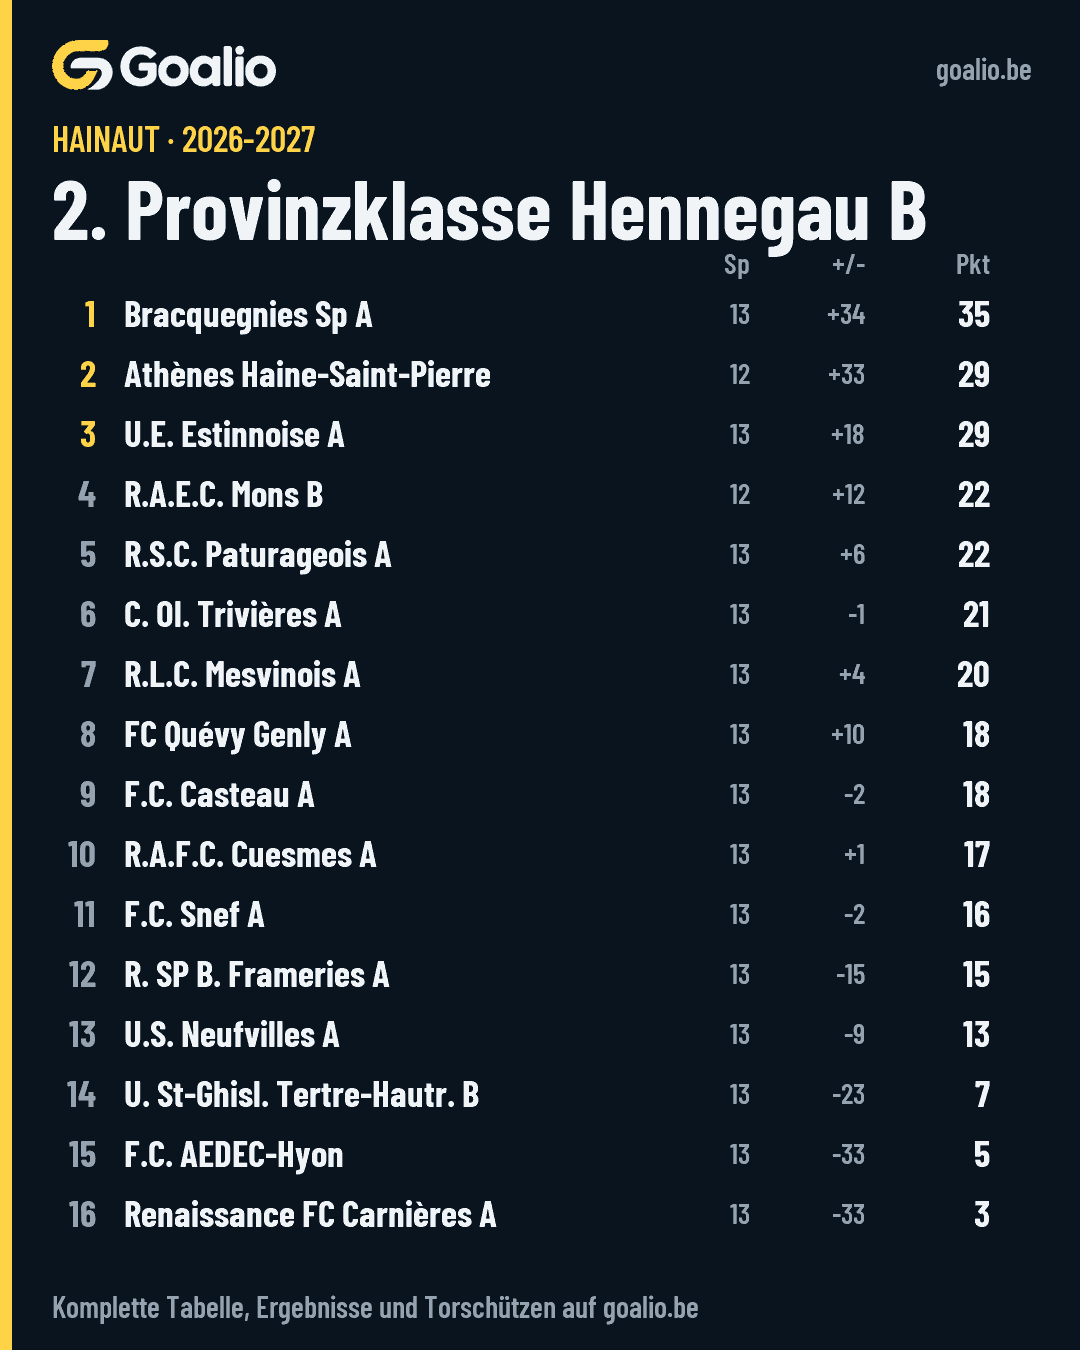 Goalio
goalio.be
HAINAUT · 2026-2027
2. Provinzklasse Hennegau B
Sp +/- Pkt
1 Bracquegnies Sp A 13 +34 35
2 Athènes Haine-Saint-Pierre 12 +33 29
3 U.E. Estinnoise A 13 +18 29
4 R.A.E.C. Mons B 12 +12 22
5 R.S.C. Paturageois A 13 +6 22
6 C. Ol. Trivières A 13 -1 21
7 R.L.C. Mesvinois A 13 +4 20
8 FC Quévy Genly A 13 +10 18
9 F.C. Casteau A 13 -2 18
10 R.A.F.C. Cuesmes A 13 +1 17
11 F.C. Snef A 13 -2 16
12 R. SP B. Frameries A 13 -15 15
13 U.S. Neufvilles A 13 -9 13
14 U. St-Ghisl. Tertre-Hautr. B 13 -23 7
15 F.C. AEDEC-Hyon 13 -33 5
16 Renaissance FC Carnières A 13 -33 3
Komplette Tabelle, Ergebnisse und Torschützen auf goalio.be